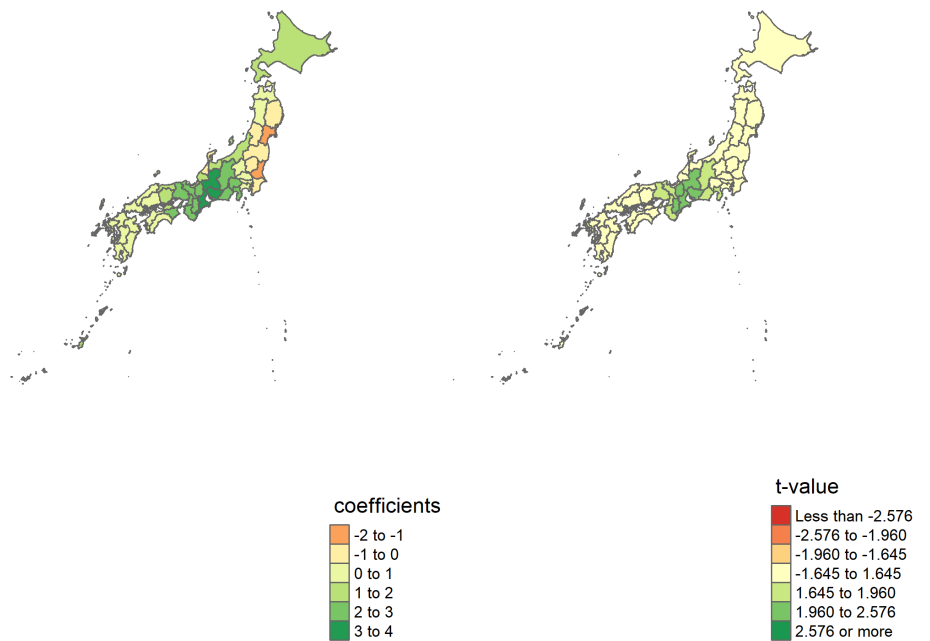 coefficients
-2 to -1
-1 to 0
0 to 1
1 to 2
2 to 3
3 to 4
t-value
Less than -2.576
-2.576 to -1.960
-1.960 to -1.645
-1.645 to 1.645
1.645 to 1.960
1.960 to 2.576
2.576 or more